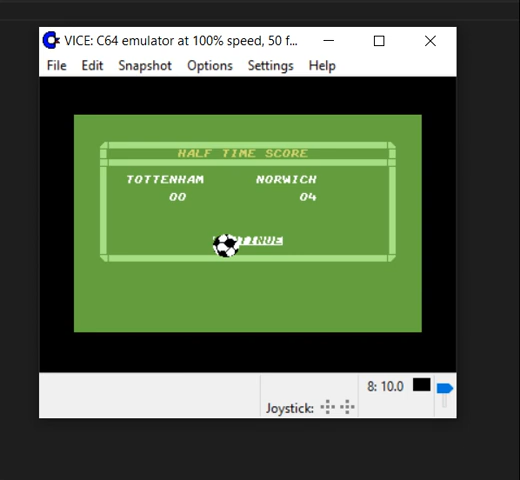 VICE: C64 emulator at 100% speed, 50 f...
File Edit Snapshot Options Settings Help
HALF TIME SCORE
TOTTENHAM NORWICH
00 04
8: 10.0
Joystick: